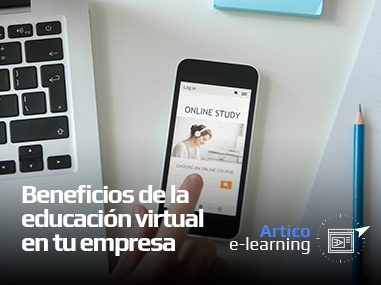 Log in
ONLINE STUDY
CHOOSE AN ONLINE COURSE
Beneficios de la
educación virtual
en tu empresa
Artico
e-learning